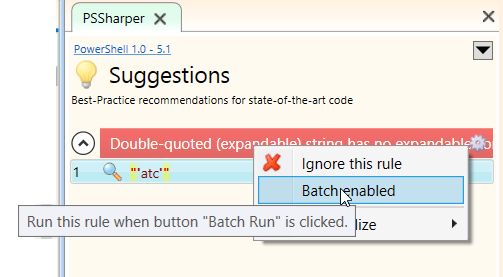 PSSharper
PowerShell 1.0 - 5.1
Suggestions
Best-Practice recommendations for state-of-the-art code
Double-quoted (expandable) string has no expandable
1 "'atc'"
Ignore this rule
Batch enabled
Run this rule when button "Batch Run" is clicked.